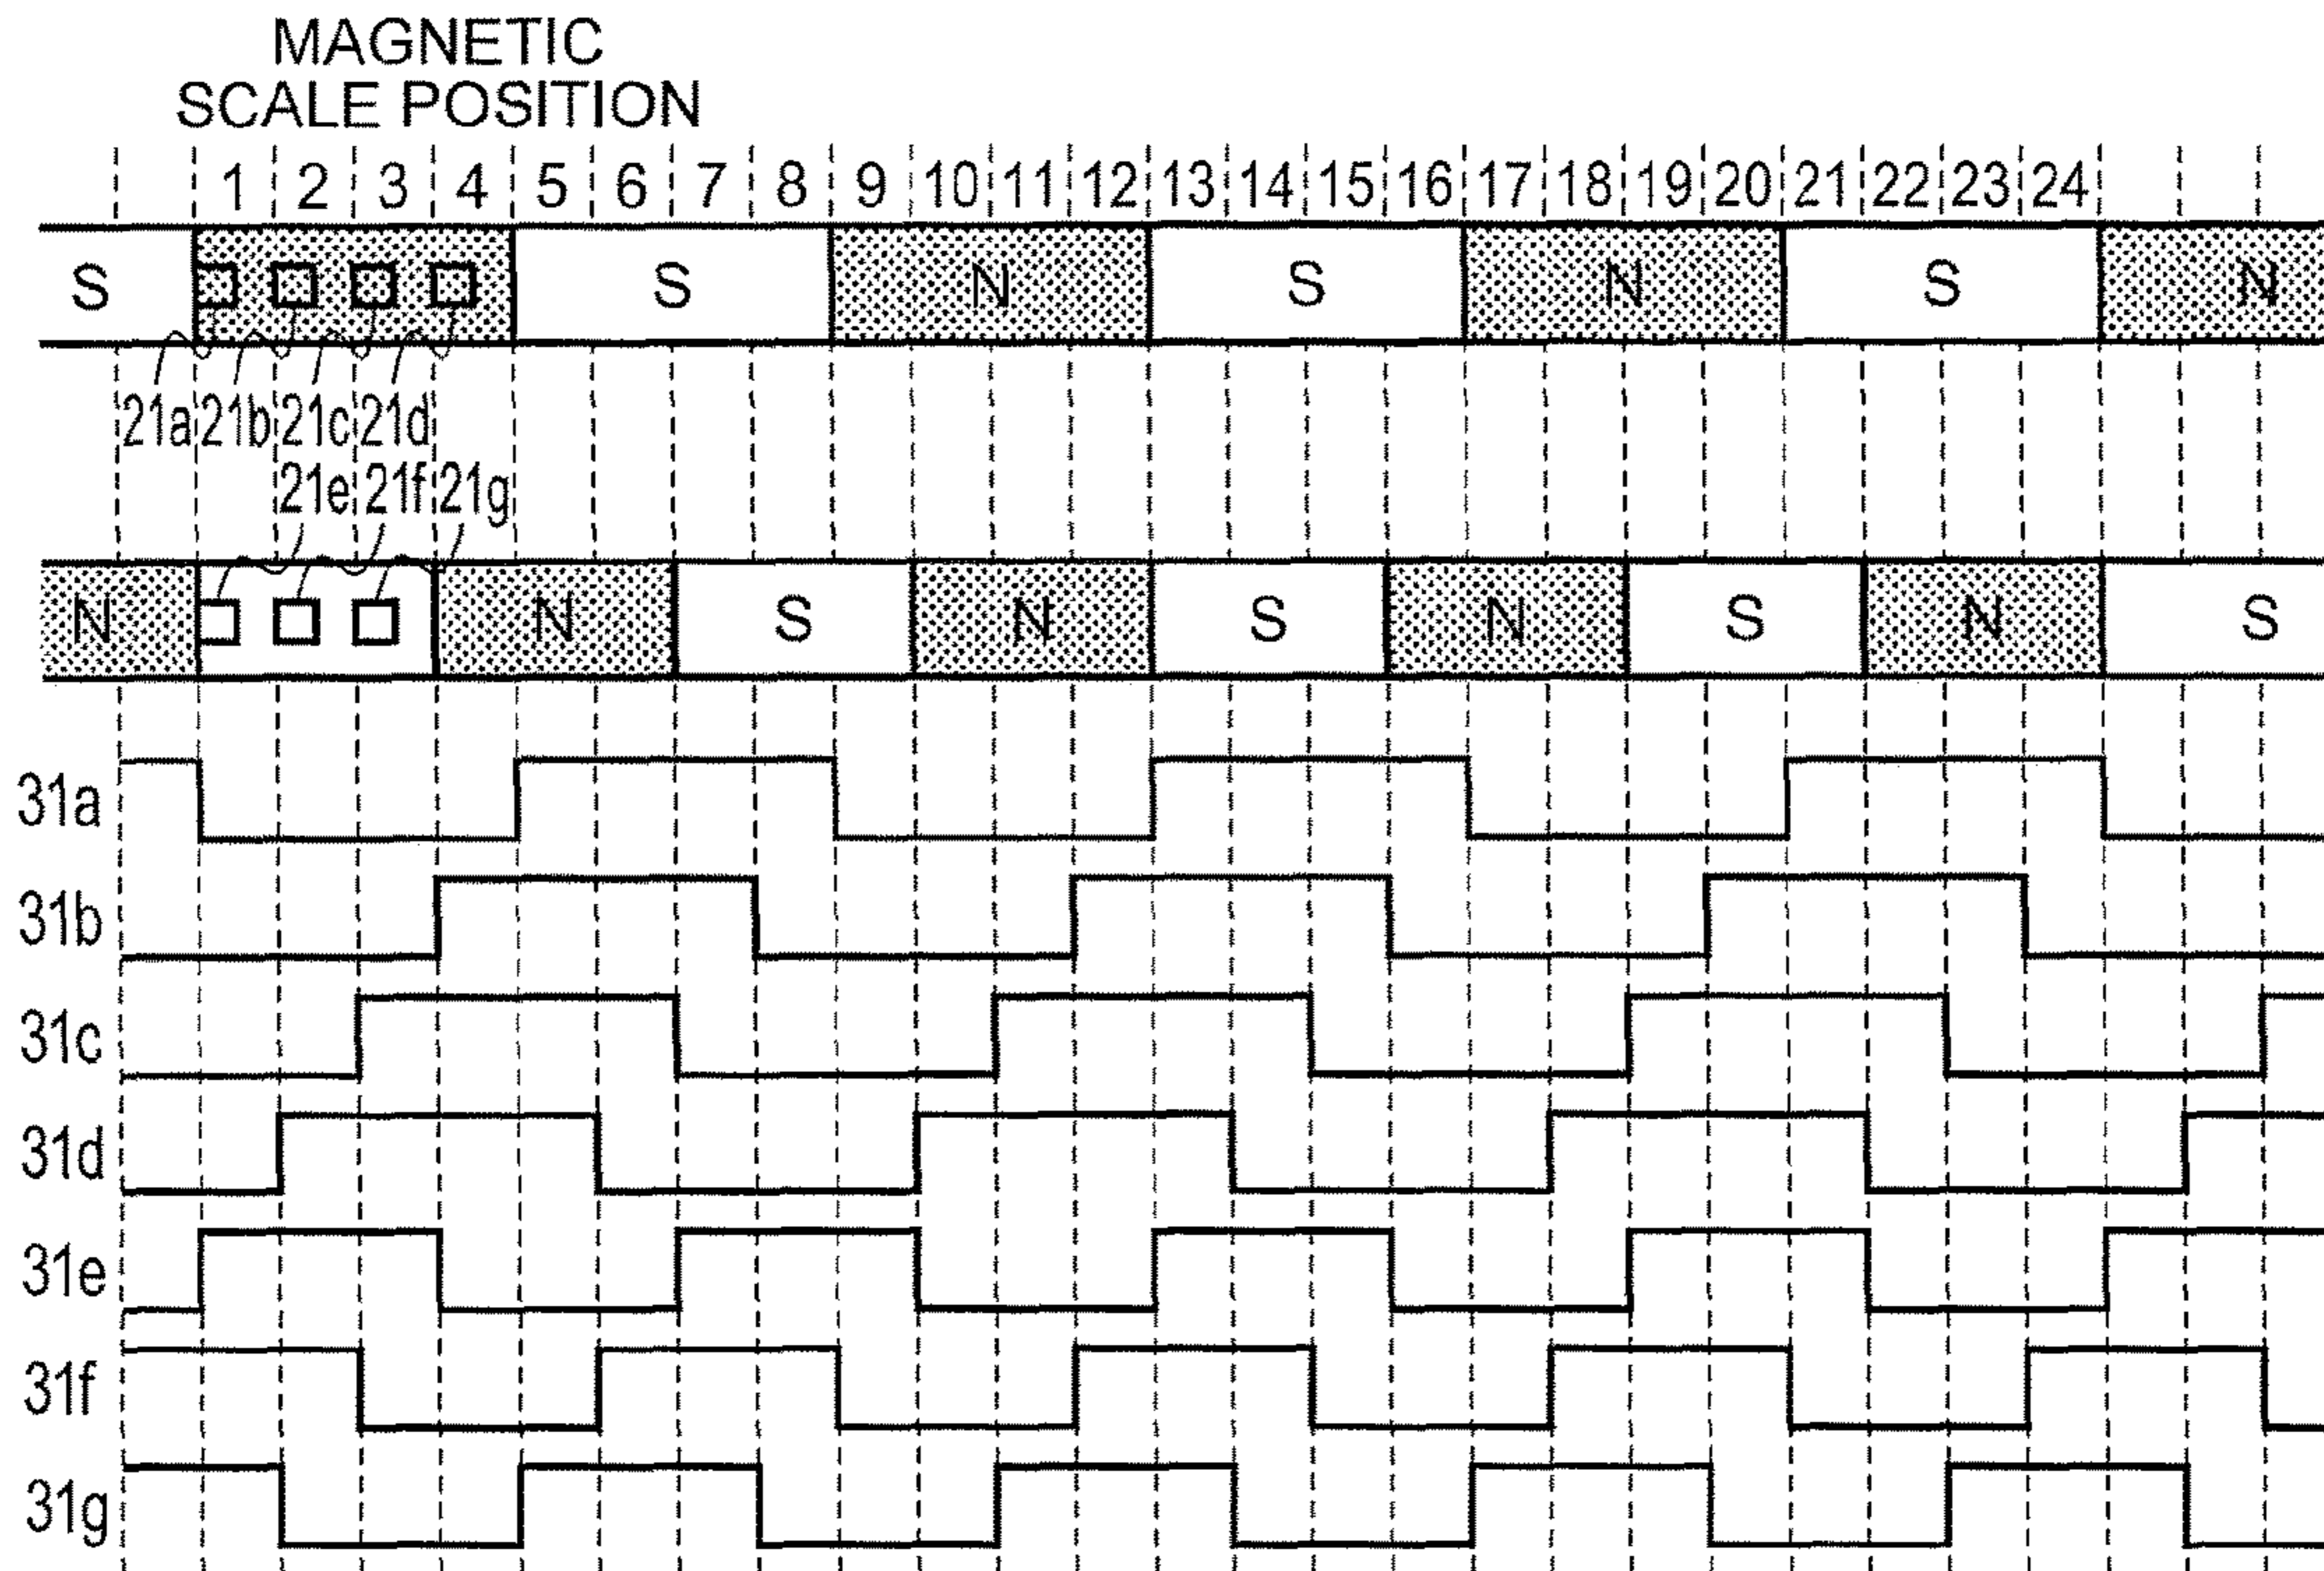 MAGNETIC
SCALE POSITION
1 2 3 4 5 6 7 8 9 10 11 12 13 14 15 16 17 18 19 20 21 22 23 24
S S N S N S N
21a 21b 21c 21d
21e 21f 21g
N N S N S N S N S
31a
31b
31c
31d
31e
31f
31g